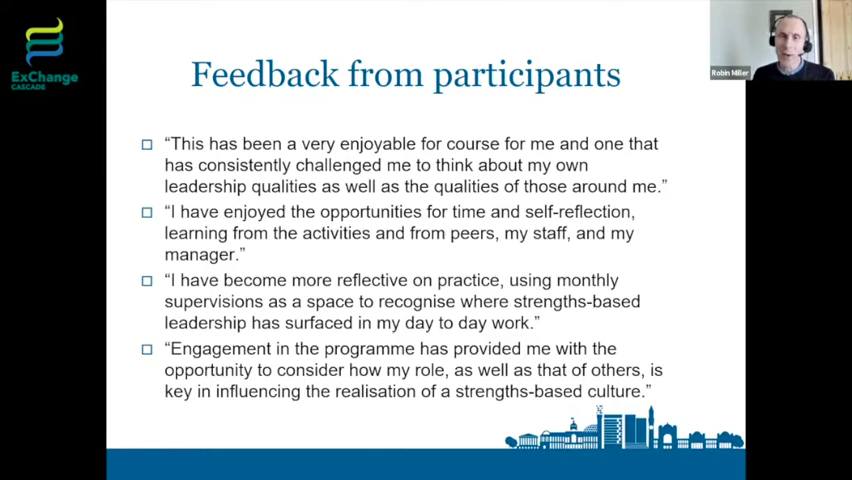 ExChange
CASCADE
Robin Miller
Feedback from participants
“This has been a very enjoyable for course for me and one that
has consistently challenged me to think about my own
leadership qualities as well as the qualities of those around me.”
“I have enjoyed the opportunities for time and self-reflection,
learning from the activities and from peers, my staff, and my
manager.”
“I have become more reflective on practice, using monthly
supervisions as a space to recognise where strengths-based
leadership has surfaced in my day to day work.”
“Engagement in the programme has provided me with the
opportunity to consider how my role, as well as that of others, is
key in influencing the realisation of a strengths-based culture.”